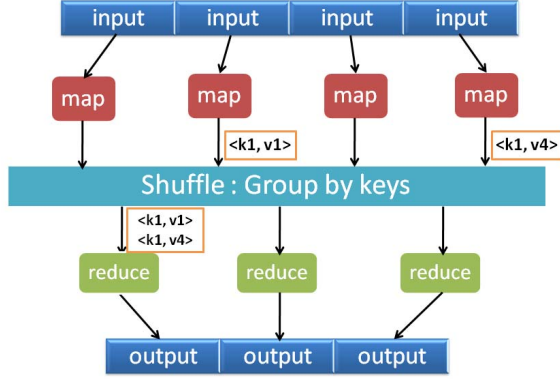 input input input input
map map map map
<k1, v1> <k1, v4>
Shuffle : Group by keys
<k1, v1>
<k1, v4>
reduce reduce reduce
output output output